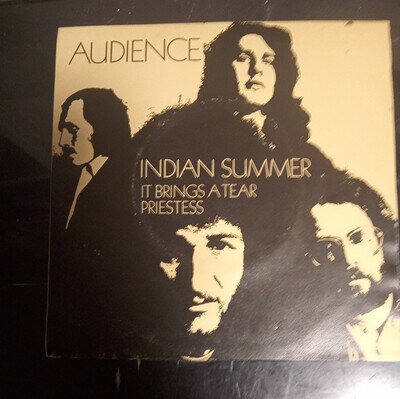 AUDIENCE
INDIAN SUMMER
IT BRINGS A TEAR
PRIESTESS